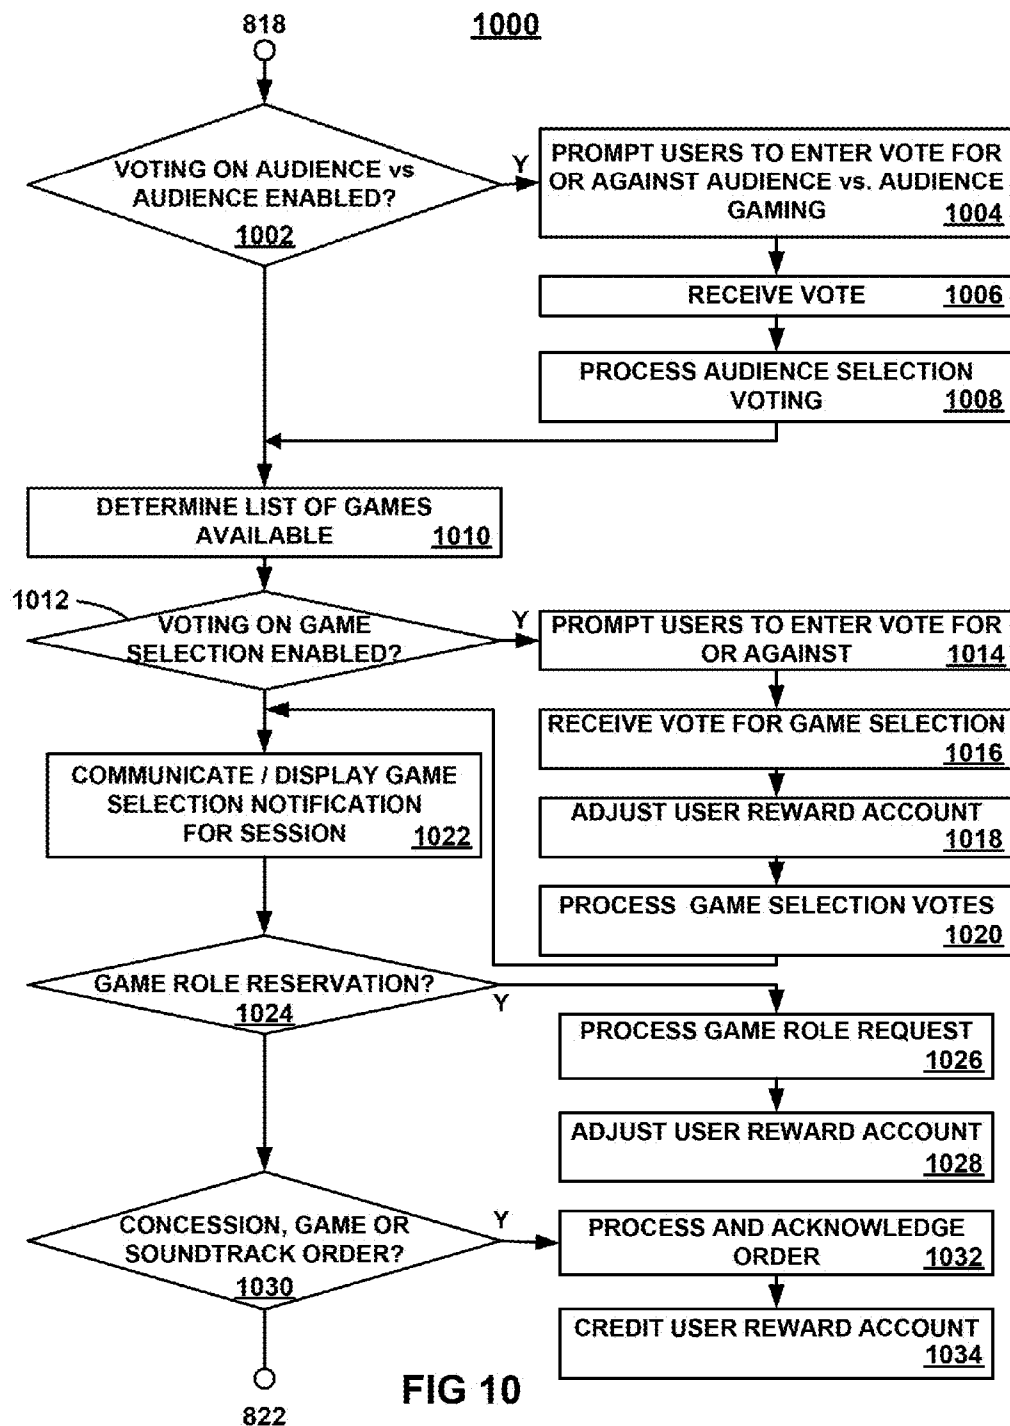 818
1000
VOTING ON AUDIENCE vs
AUDIENCE ENABLED?
1002
Y
PROMPT USERS TO ENTER VOTE FOR
OR AGAINST AUDIENCE vs. AUDIENCE
GAMING
1004
RECEIVE VOTE
1006
PROCESS AUDIENCE SELECTION
VOTING
1008
DETERMINE LIST OF GAMES
AVAILABLE
1010
1012
VOTING ON GAME
SELECTION ENABLED?
Y
PROMPT USERS TO ENTER VOTE FOR
OR AGAINST
1014
RECEIVE VOTE FOR GAME SELECTION
1016
ADJUST USER REWARD ACCOUNT
1018
PROCESS GAME SELECTION VOTES
1020
COMMUNICATE / DISPLAY GAME
SELECTION NOTIFICATION
FOR SESSION
1022
GAME ROLE RESERVATION?
1024
Y
PROCESS GAME ROLE REQUEST
1026
ADJUST USER REWARD ACCOUNT
1028
CONCESSION, GAME OR
SOUNDTRACK ORDER?
1030
Y
PROCESS AND ACKNOWLEDGE
ORDER
1032
CREDIT USER REWARD ACCOUNT
1034
822
FIG 10